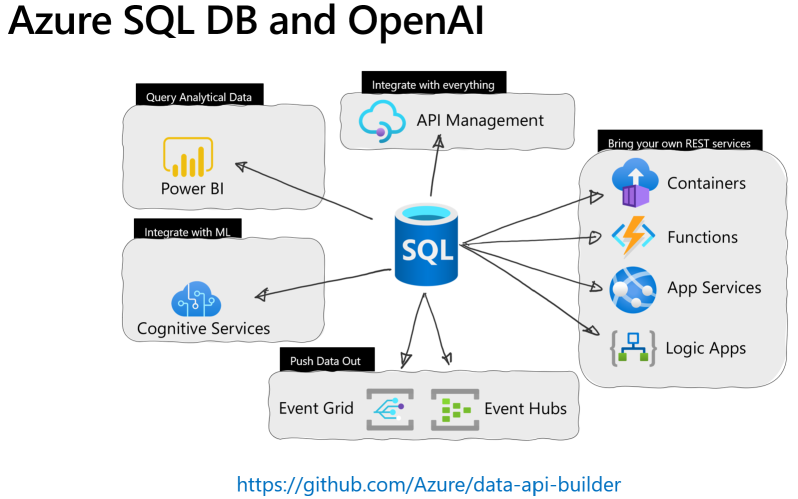 Azure SQL DB and OpenAI
Integrate with everything
API Management
Query Analytical Data
Power BI
Bring your own REST services
Containers
Functions
App Services
Logic Apps
SQL
Integrate with ML
Cognitive Services
Push Data Out
Event Grid
Event Hubs
https://github.com/Azure/data-api-builder